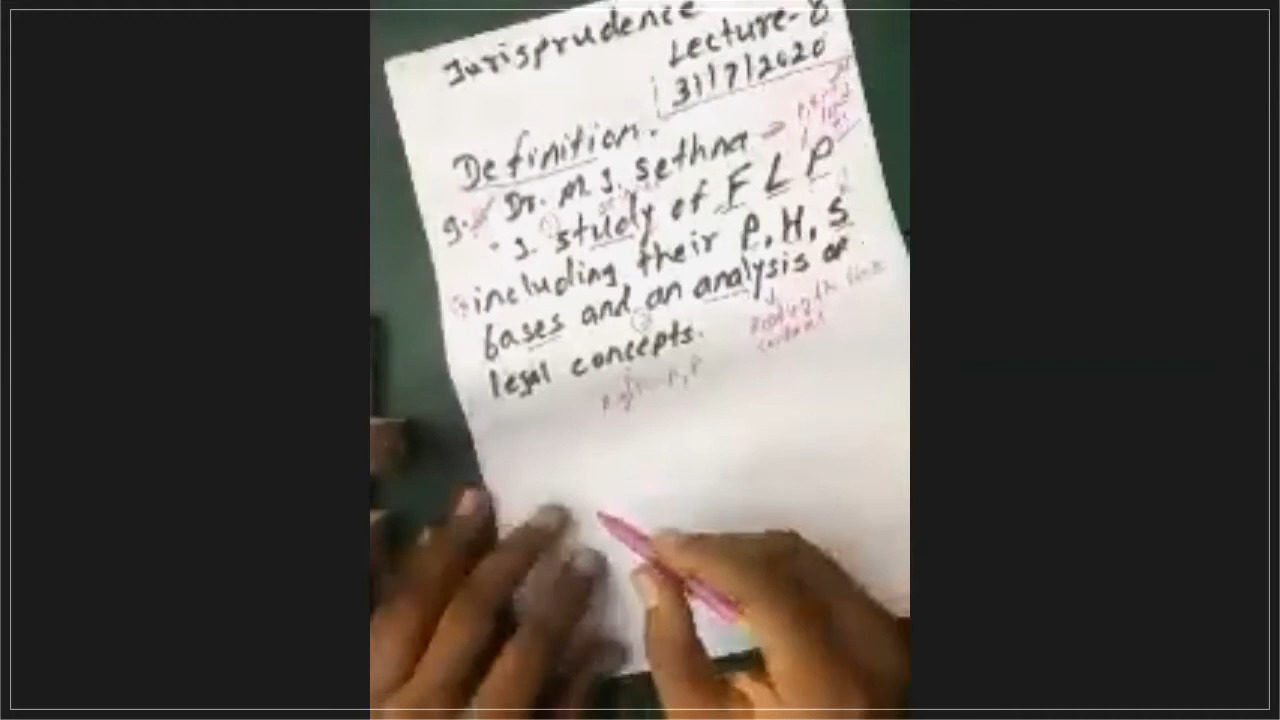 Jurisprudence
Lecture-8
31/7/2020
Definition.
9. Dr. M. J. Sethna →
J. study of F L P
including their P, H, S
bases and an analysis of
legal concepts.